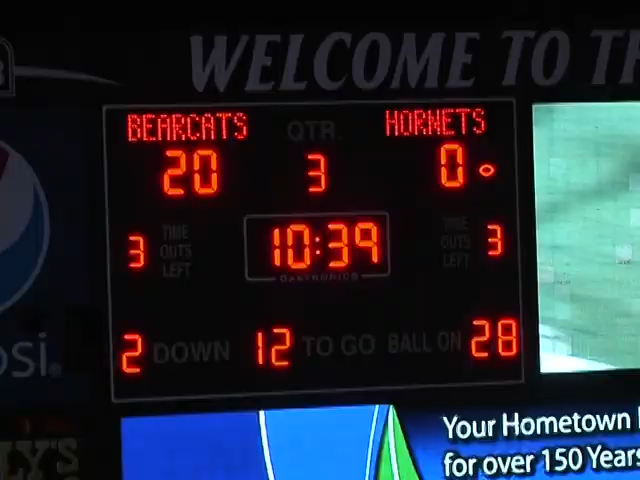 WELCOME TO
BEARCATS QTR. HORNETS
20 3 0
3 TIME OUTS LEFT 10:39 TIME OUTS LEFT 3
DAKTRONICS
2 DOWN 12 TO GO BALL ON 28
Your Hometown
for over 150 Years